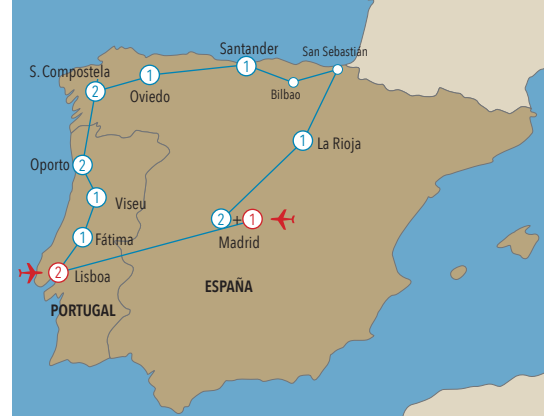 Santander
San Sebastián
S. Compostela
1
1
2
Oviedo
Bilbao
1
La Rioja
Oporto
2
1
Viseu
2
+
1
1
Fátima
Madrid
2
Lisboa
ESPAÑA
PORTUGAL